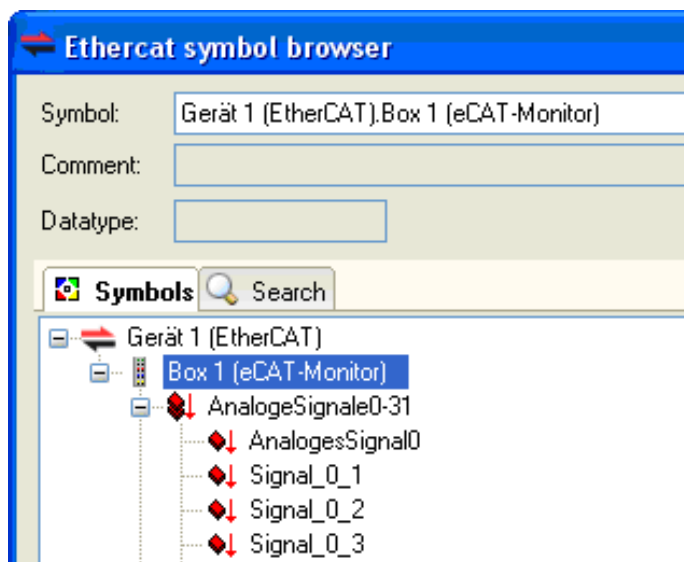 Ethercat symbol browser
Symbol: Gerät 1 (EtherCAT).Box 1 (eCAT-Monitor)
Comment:
Datatype:
Symbols Search
Gerät 1 (EtherCAT)
Box 1 (eCAT-Monitor)
AnalogeSignale0-31
AnalogesSignal0
Signal_0_1
Signal_0_2
Signal_0_3